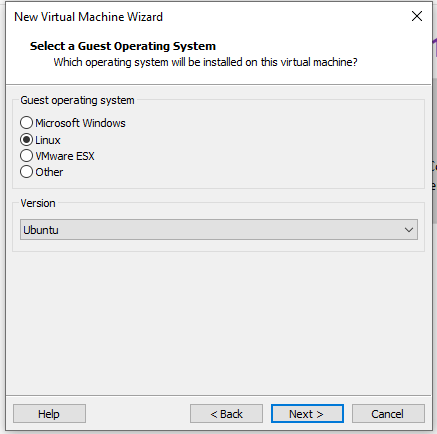 New Virtual Machine Wizard
Select a Guest Operating System
Which operating system will be installed on this virtual machine?
Guest operating system
Microsoft Windows
Linux
VMware ESX
Other
Version
Ubuntu
Help
< Back
Next >
Cancel